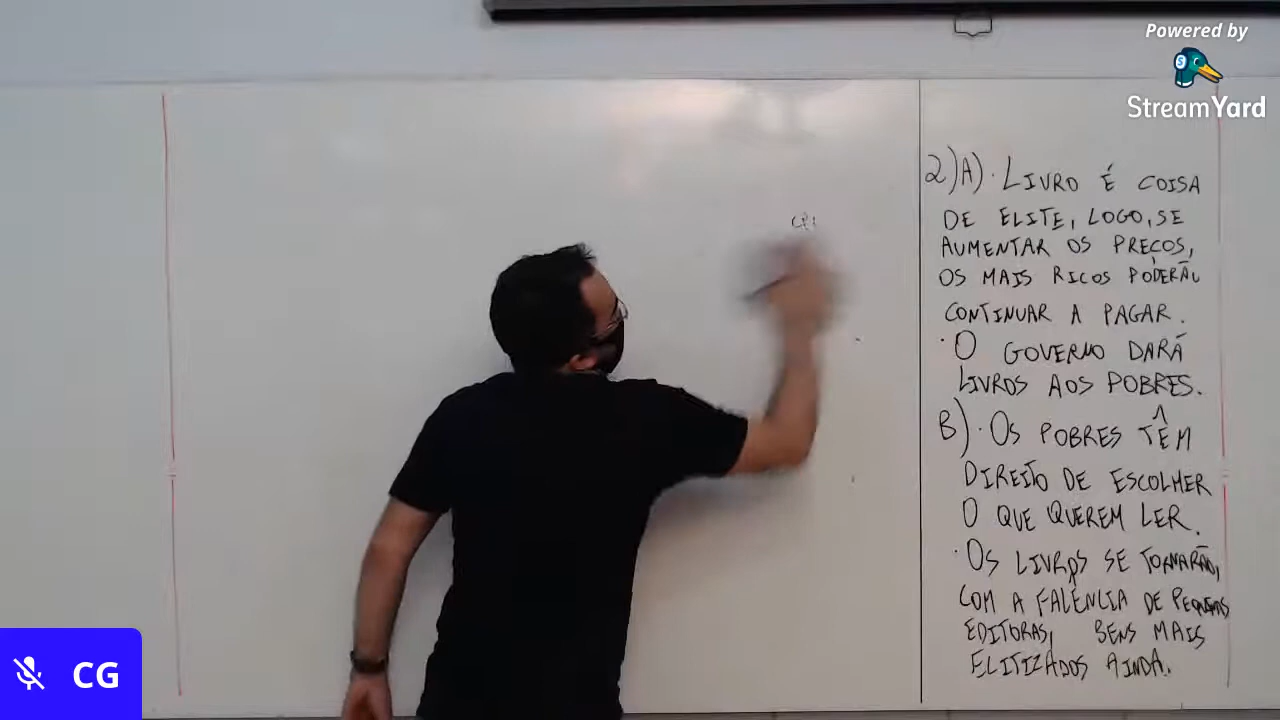 Powered by
StreamYard
2)A). LIVRO É COISA
DE ELITE, LOGO, SE
AUMENTAR OS PREÇOS,
OS MAIS RICOS PODERÃO
CONTINUAR A PAGAR.
· O GOVERNO DARÁ
LIVROS AOS POBRES.
B). OS POBRES TÊM
DIREITO DE ESCOLHER
O QUE QUEREM LER.
· OS LIVROS SE TORNARÃO,
COM A FALÊNCIA DE PEQUENAS
EDITORAS, BENS MAIS
ELITIZADOS AINDA.
CG